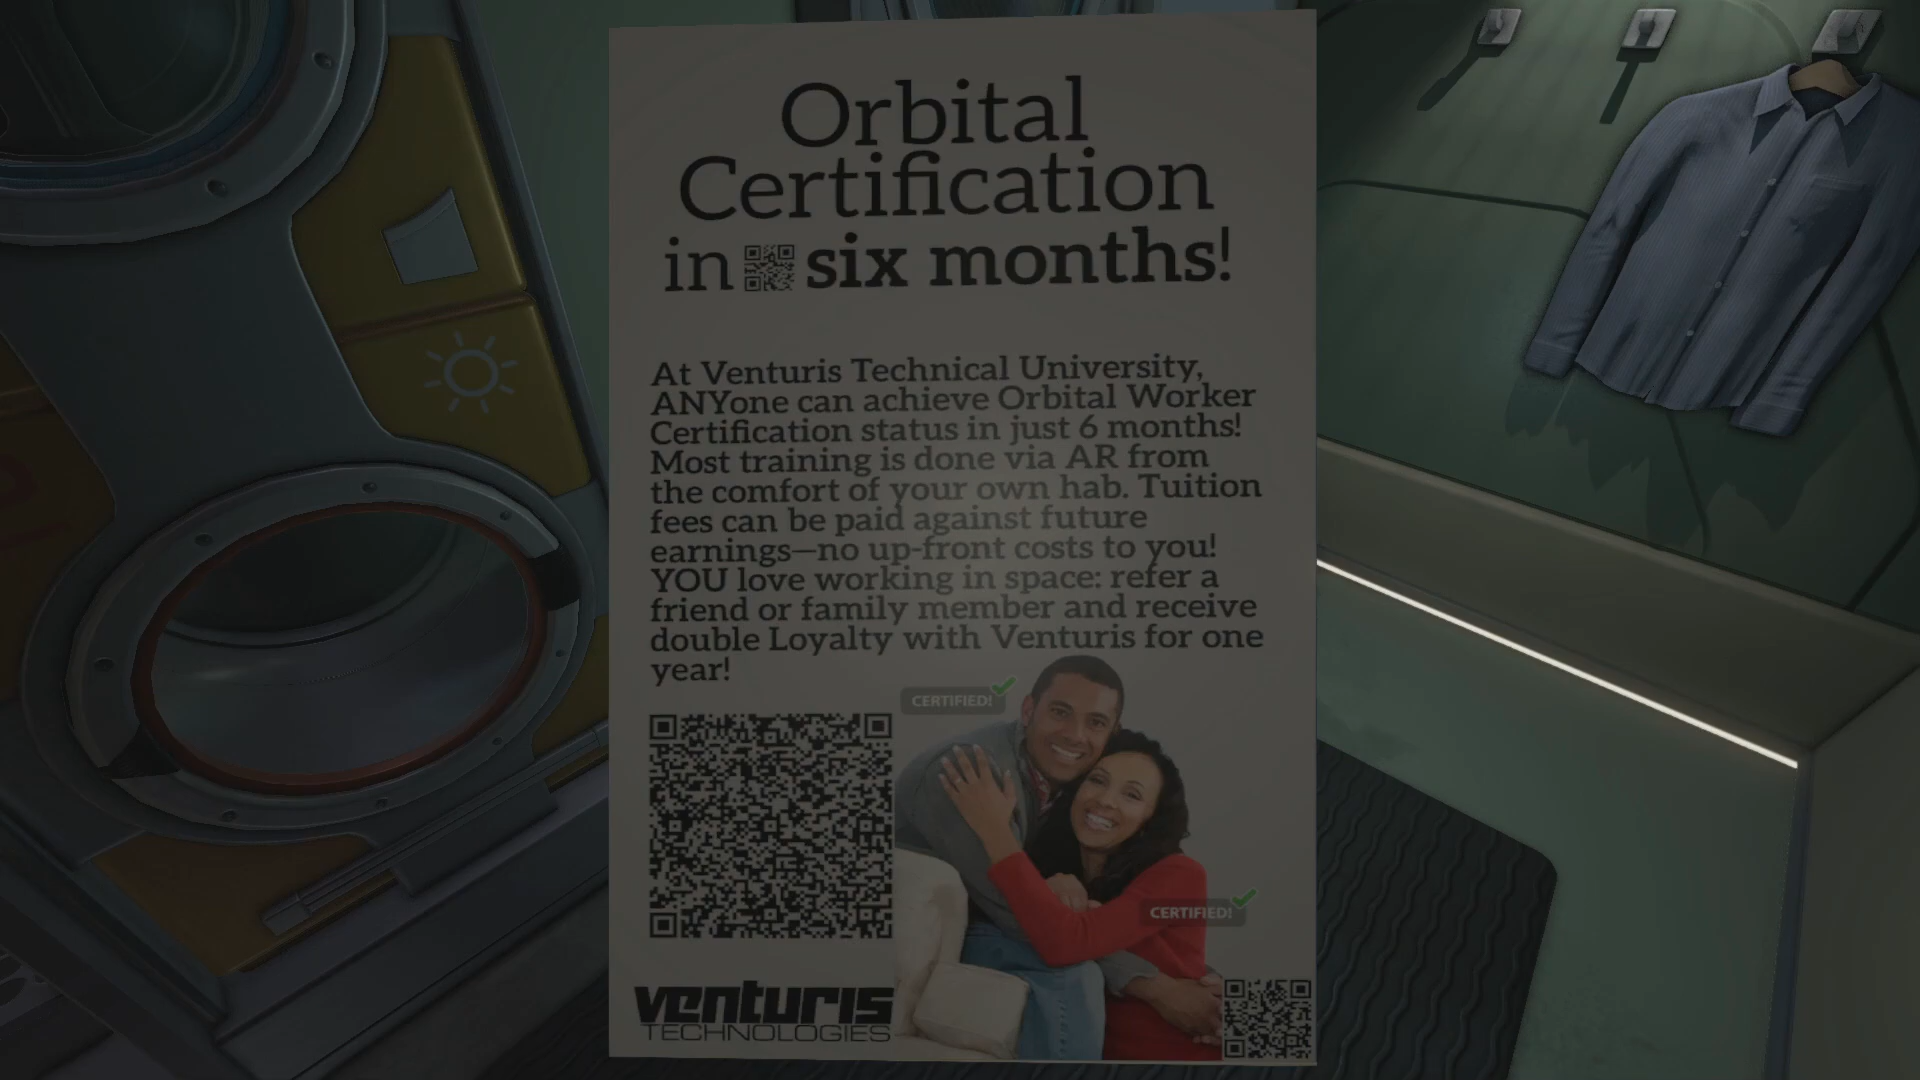 Orbital
Certification
in six months!
At Venturis Technical University,
ANYone can achieve Orbital Worker
Certification status in just 6 months!
Most training is done via AR from
the comfort of your own hab. Tuition
fees can be paid against future
earnings—no up-front costs to you!
YOU love working in space: refer a
friend or family member and receive
double Loyalty with Venturis for one
year!
CERTIFIED!
CERTIFIED!
venturis
TECHNOLOGIES